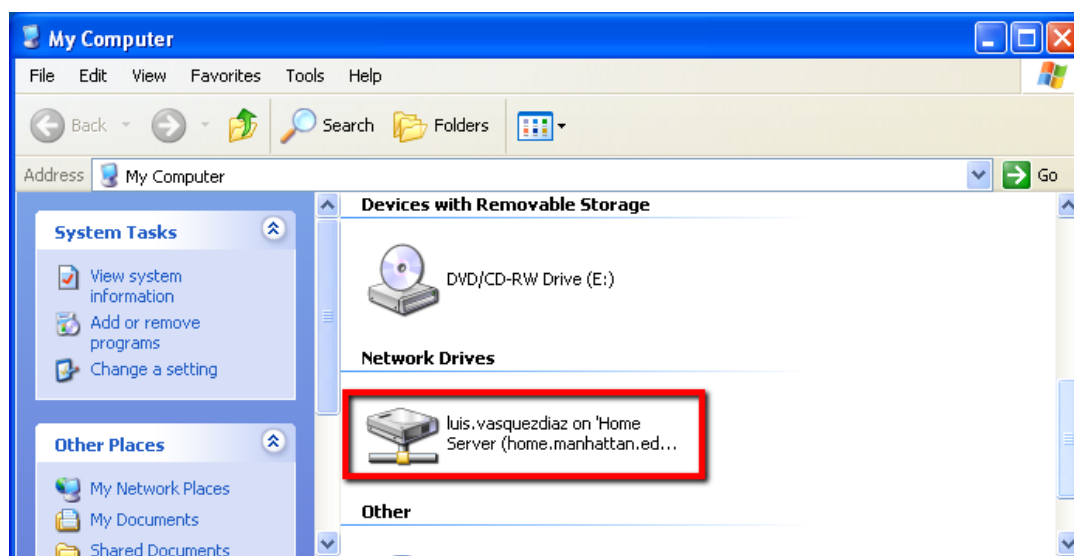 My Computer
File Edit View Favorites Tools Help
Back Search Folders
Address My Computer Go
System Tasks
View system
information
Add or remove
programs
Change a setting
Other Places
My Network Places
My Documents
Shared Documents
Devices with Removable Storage
DVD/CD-RW Drive (E:)
Network Drives
luis.vasquezdiaz on 'Home
Server (home.manhattan.ed...
Other